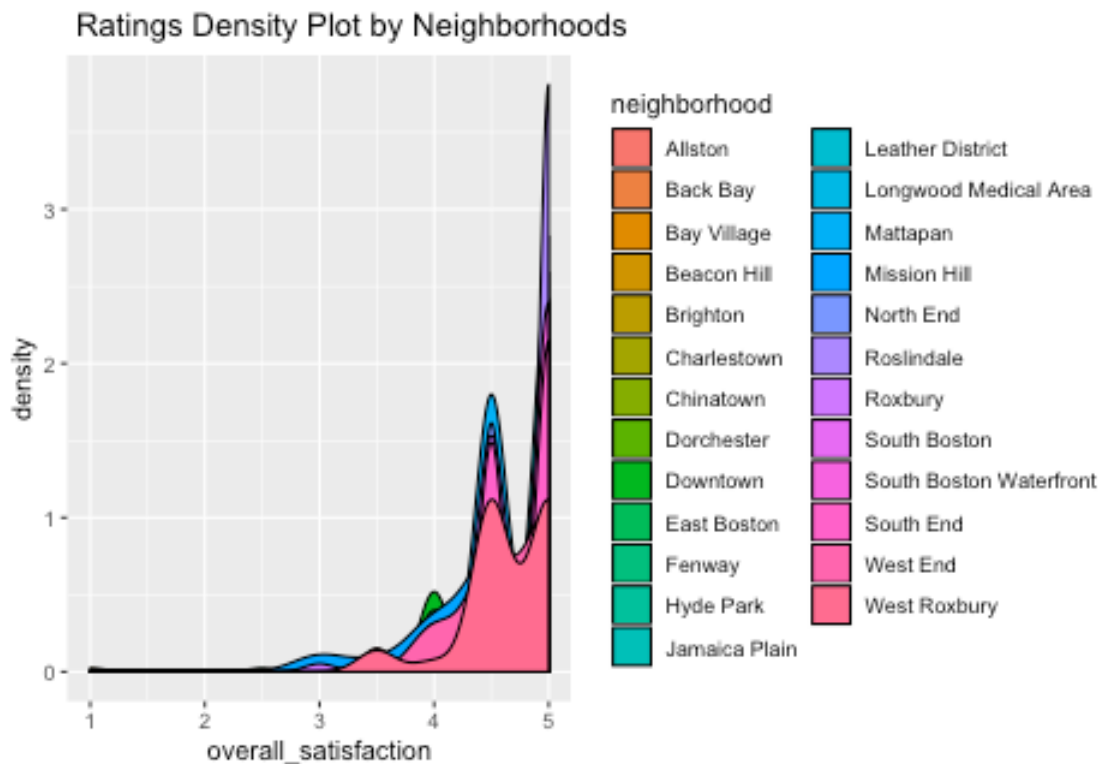 Ratings Density Plot by Neighborhoods
density
3
2
1
0
1 2 3 4 5
overall_satisfaction
neighborhood
Allston
Back Bay
Bay Village
Beacon Hill
Brighton
Charlestown
Chinatown
Dorchester
Downtown
East Boston
Fenway
Hyde Park
Jamaica Plain
Leather District
Longwood Medical Area
Mattapan
Mission Hill
North End
Roslindale
Roxbury
South Boston
South Boston Waterfront
South End
West End
West Roxbury